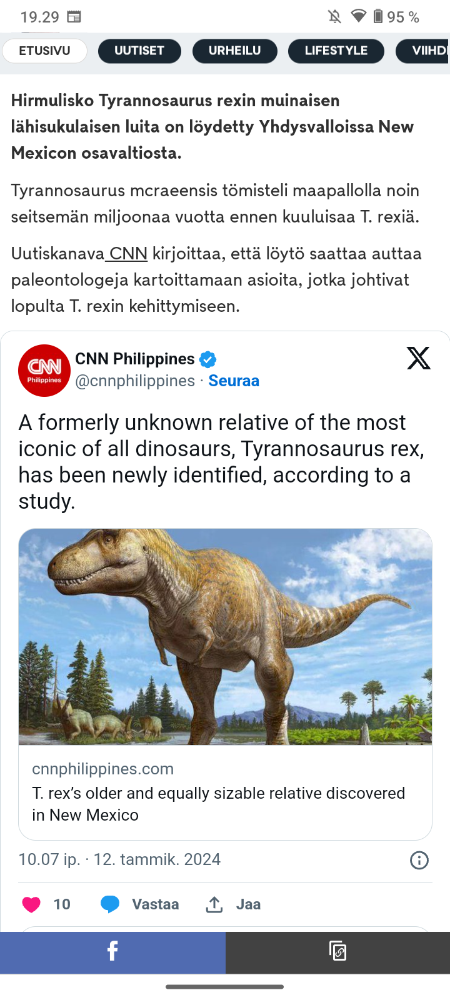 19.29
95 %
ETUSIVU
UUTISET
URHEILU
LIFESTYLE
VIIHD
Hirmulisko Tyrannosaurus rexin muinaisen
lähisukulaisen luita on löydetty Yhdysvalloissa New
Mexicon osavaltiosta.
Tyrannosaurus mcraeensis tömisteli maapallolla noin
seitsemän miljoonaa vuotta ennen kuuluisaa T. rexiä.
Uutiskanava CNN kirjoittaa, että löytö saattaa auttaa
paleontologeja kartoittamaan asioita, jotka johtivat
lopulta T. rexin kehittymiseen.
CNN
Philippines
CNN Philippines
@cnnphilippines · Seuraa
A formerly unknown relative of the most
iconic of all dinosaurs, Tyrannosaurus rex,
has been newly identified, according to a
study.
cnnphilippines.com
T. rex’s older and equally sizable relative discovered
in New Mexico
10.07 ip. · 12. tammik. 2024
10
Vastaa
Jaa